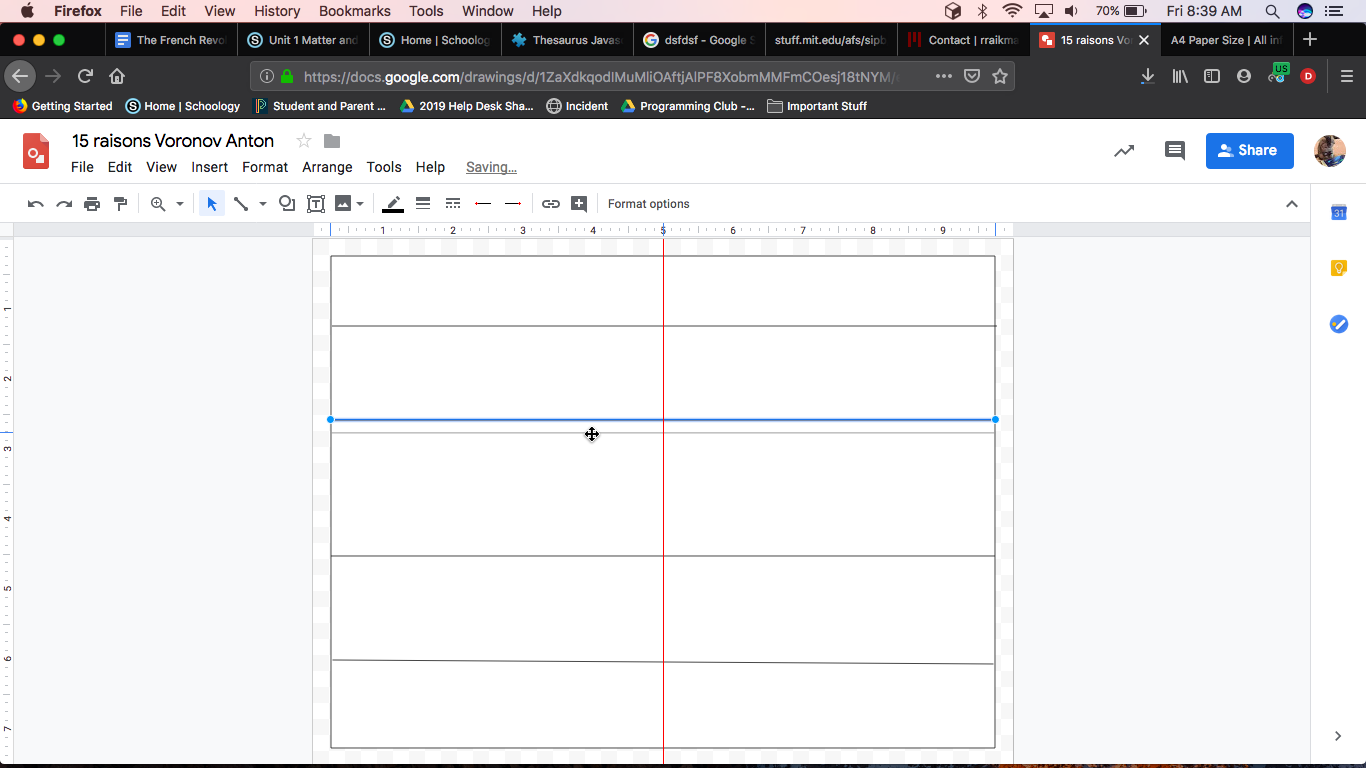 Firefox File Edit View History Bookmarks Tools Window Help 70% Fri 8:39 AM
The French Revo Unit 1 Matter and Home | Schoolog Thesaurus Javas dsfdsf - Google S stuff.mit.edu/afs/sipb Contact | rraikma 15 raisons Vo A4 Paper Size | All in
https://docs.google.com/drawings/d/1ZaXdkqodIMuMliOAftjAlPF8XobmMMFmCOesj18tNYM/ US D
Getting Started Home | Schoology Student and Parent ... 2019 Help Desk Sha... Incident Programming Club -... Important Stuff
15 raisons Voronov Anton
Share
File Edit View Insert Format Arrange Tools Help Saving...
Format options
31
1 2 3 4 5 6 7 8 9
1
2
3
4
5
6
7